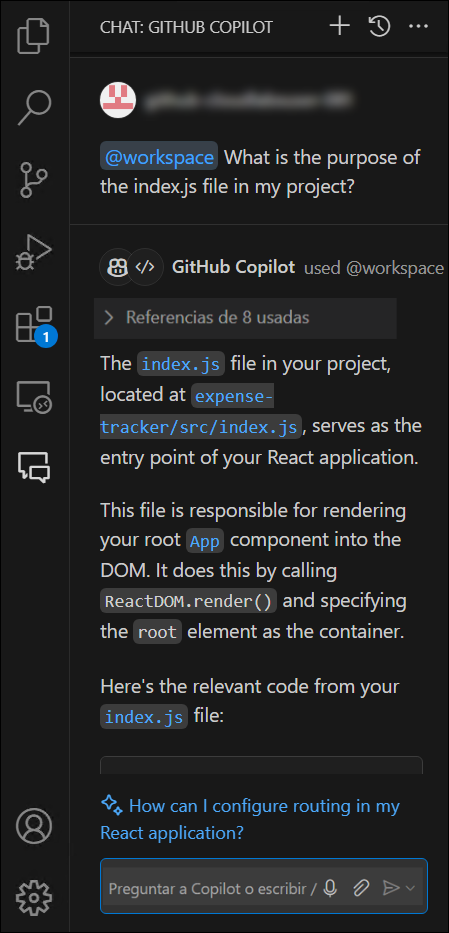 CHAT: GITHUB COPILOT
@workspace What is the purpose of
the index.js file in my project?
GitHub Copilot used @workspace
Referencias de 8 usadas
The index.js file in your project,
located at expense-
tracker/src/index.js, serves as the
entry point of your React application.
This file is responsible for rendering
your root App component into the
DOM. It does this by calling
ReactDOM.render() and specifying
the root element as the container.
Here's the relevant code from your
index.js file:
1
How can I configure routing in my
React application?
Preguntar a Copilot o escribir /